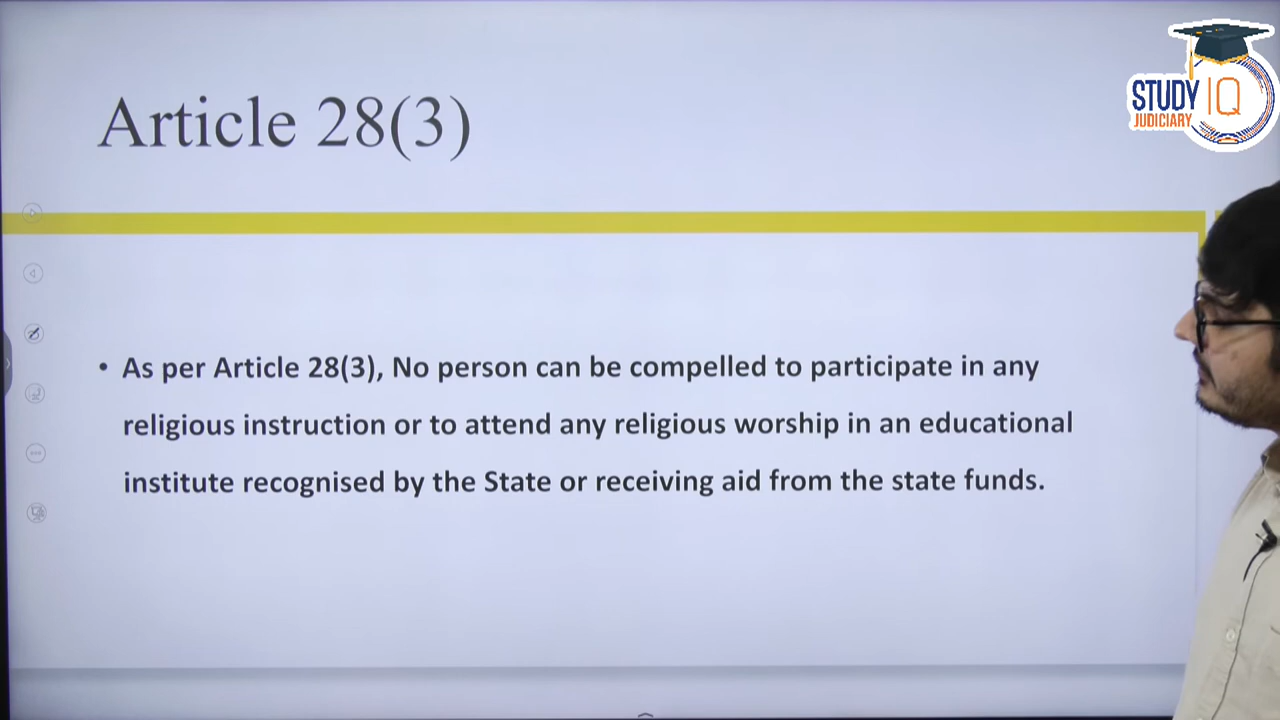 Article 28(3)
STUDY IQ
JUDICIARY
• As per Article 28(3), No person can be compelled to participate in any
religious instruction or to attend any religious worship in an educational
institute recognised by the State or receiving aid from the state funds.